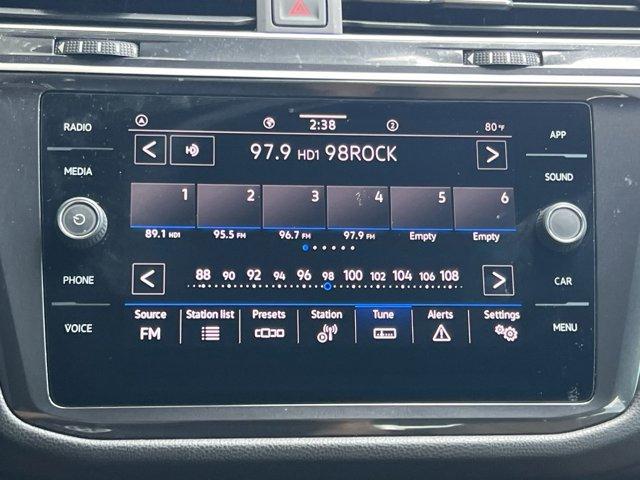 RADIO
MEDIA
PHONE
VOICE
2:38
2
80 °F
97.9 HD1 98ROCK
1 2 3 4 5 6
89.1 HD1 95.5 FM 96.7 FM 97.9 FM Empty Empty
88 90 92 94 96 98 100 102 104 106 108
Source Station list Presets Station Tune Alerts Settings
FM
APP
SOUND
CAR
MENU